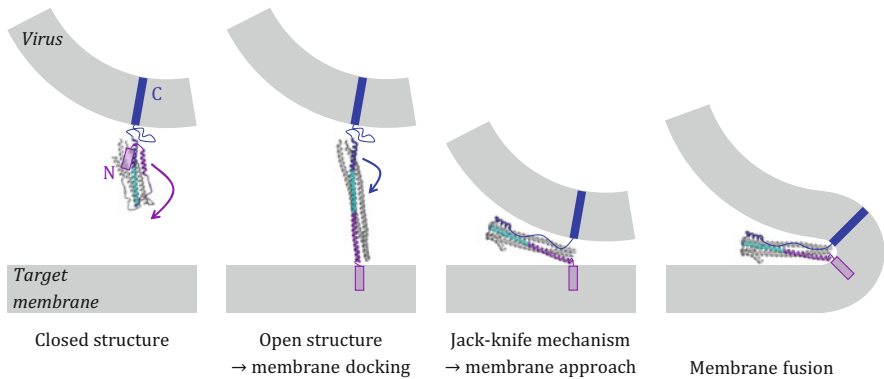 Virus
C
N
Target
membrane
Closed structure
Open structure
→ membrane docking
Jack-knife mechanism
→ membrane approach
Membrane fusion